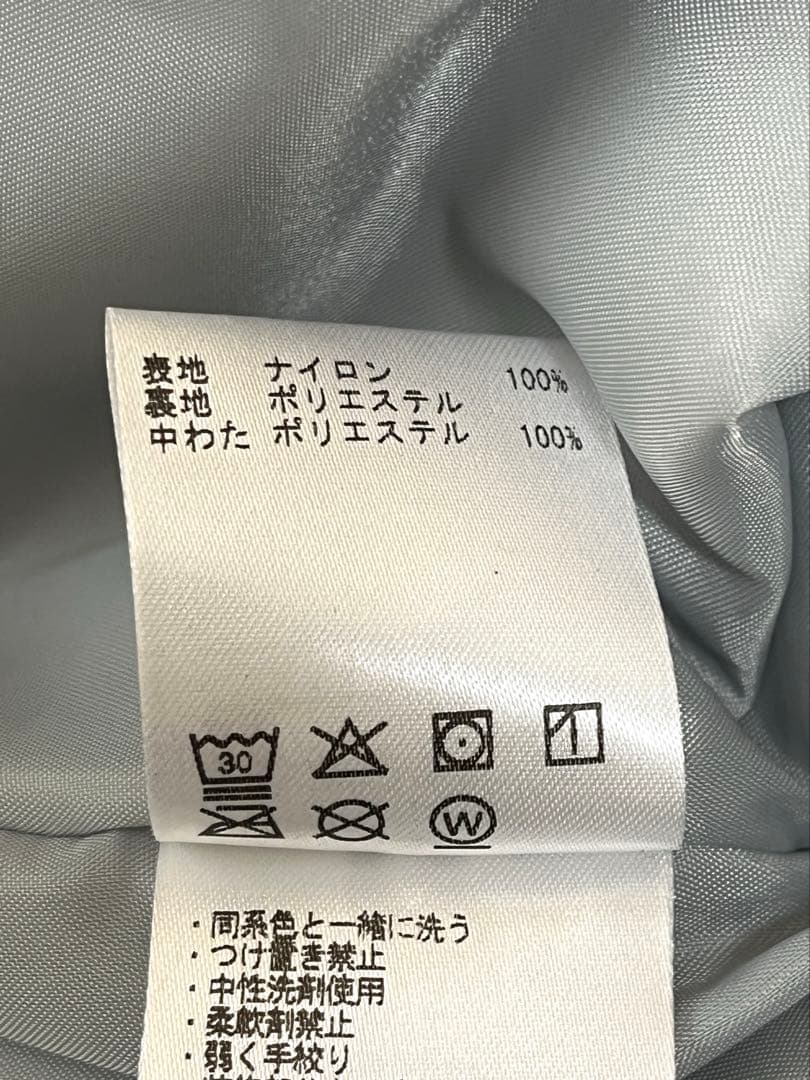 表地 ナイロン 100%
裏地 ポリエステル
中わた ポリエステル 100%
30
W
・同系色と一緒に洗う
・つけ置き禁止
・中性洗剤使用
・柔軟剤禁止
・弱く手絞り